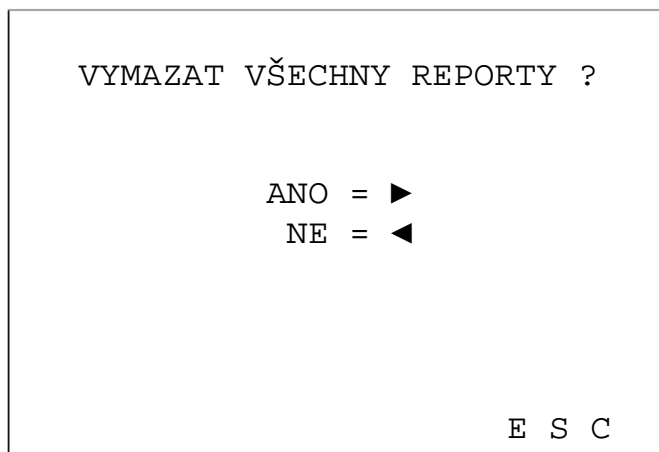 VYMAZAT VŠECHNY REPORTY ?
ANO = ►
NE = ◄
E S C